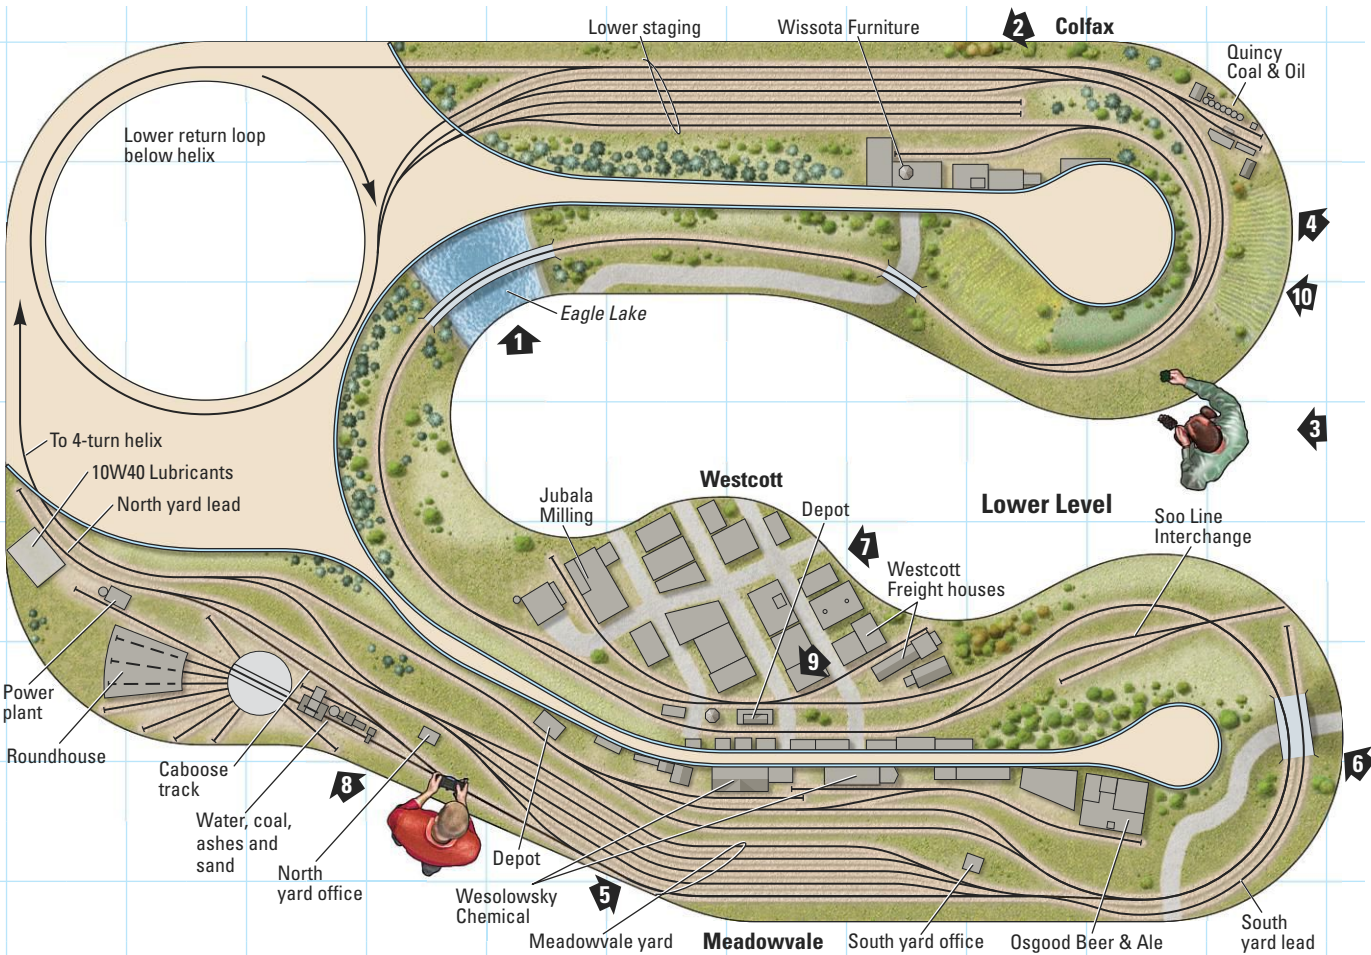 Lower staging
Wissota Furniture
2
Colfax
Quincy
Coal & Oil
Lower return loop
below helix
4
10
Eagle Lake
1
3
To 4-turn helix
10W40 Lubricants
North yard lead
Jubala
Milling
Westcott
Depot
Lower Level
Soo Line
Interchange
7
Westcott
Freight houses
9
Power
plant
Roundhouse
Caboose
track
8
6
Water, coal,
ashes and
sand
North
yard office
Depot
Wesolowsky
Chemical
5
Meadowvale yard
Meadowvale
South yard office
Osgood Beer & Ale
South
yard lead